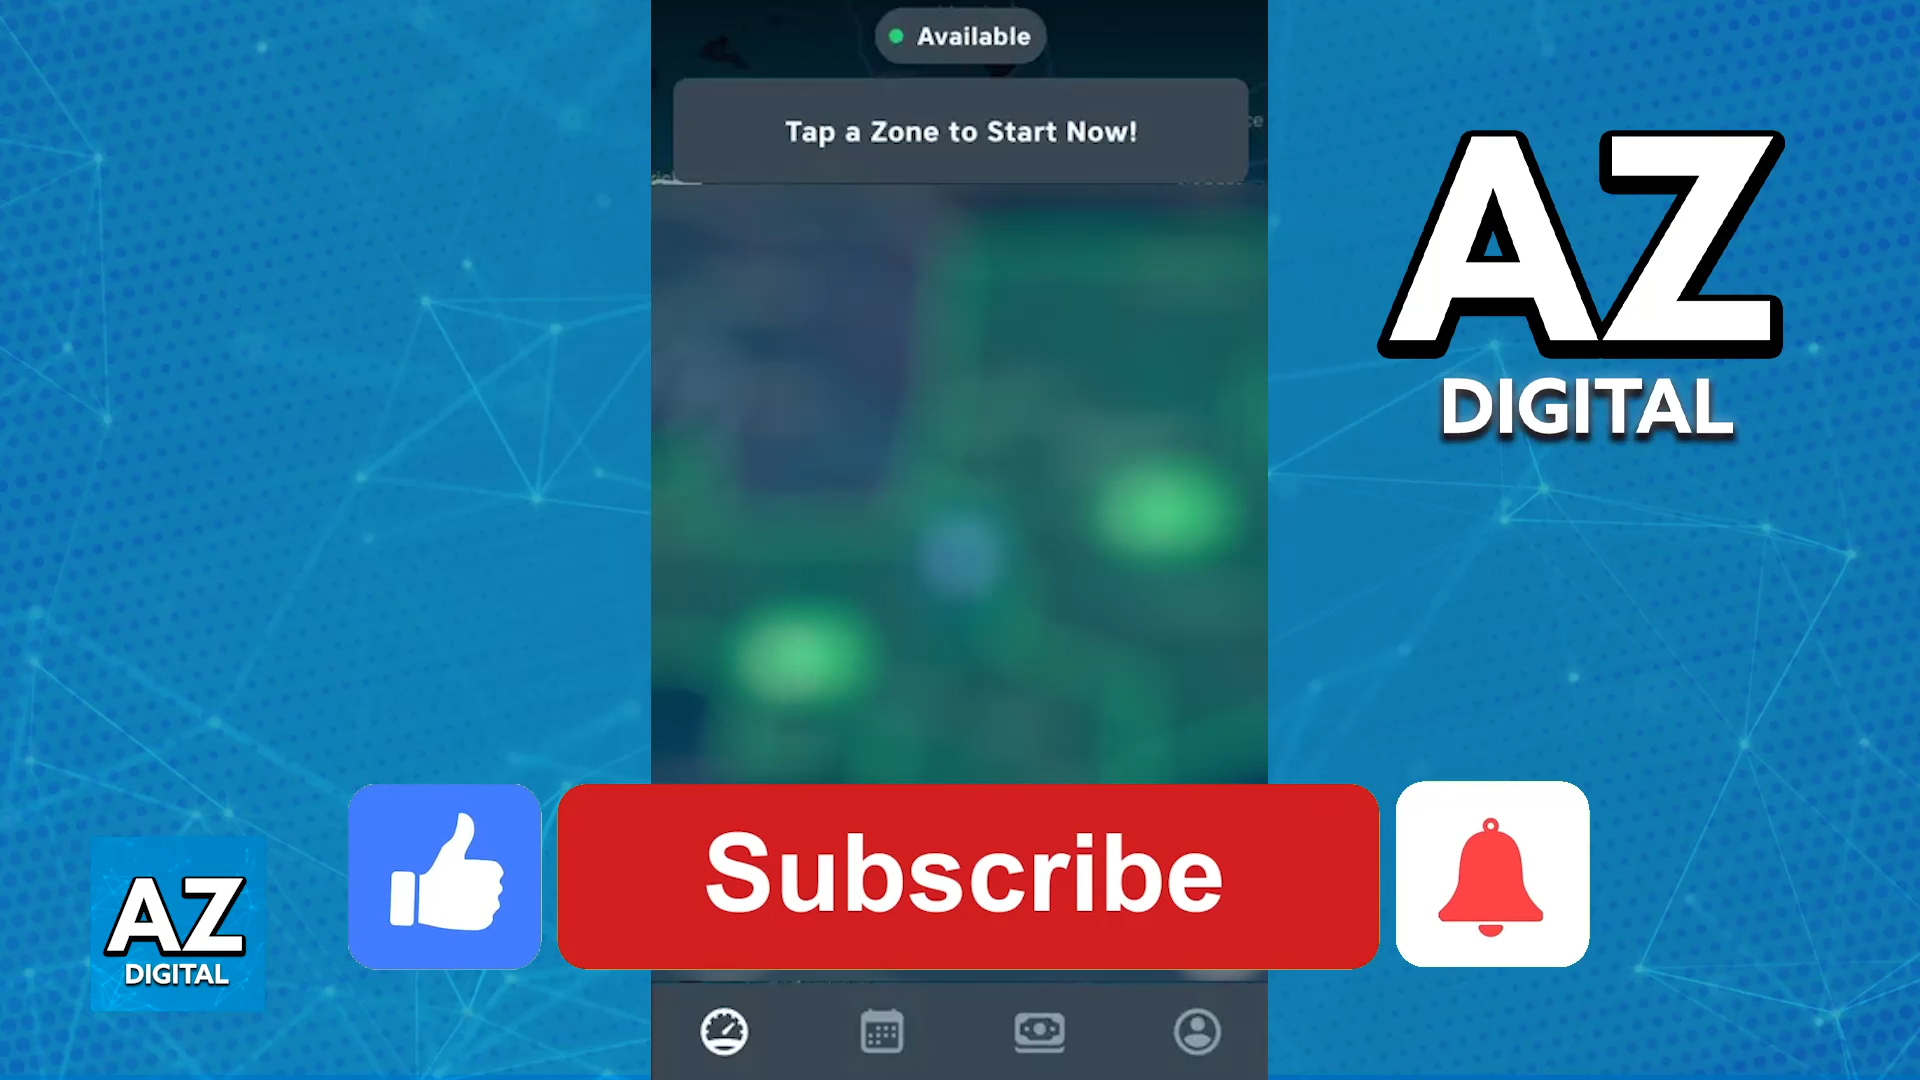 Available
Tap a Zone to Start Now!
AZ
DIGITAL
Subscribe
AZ
DIGITAL